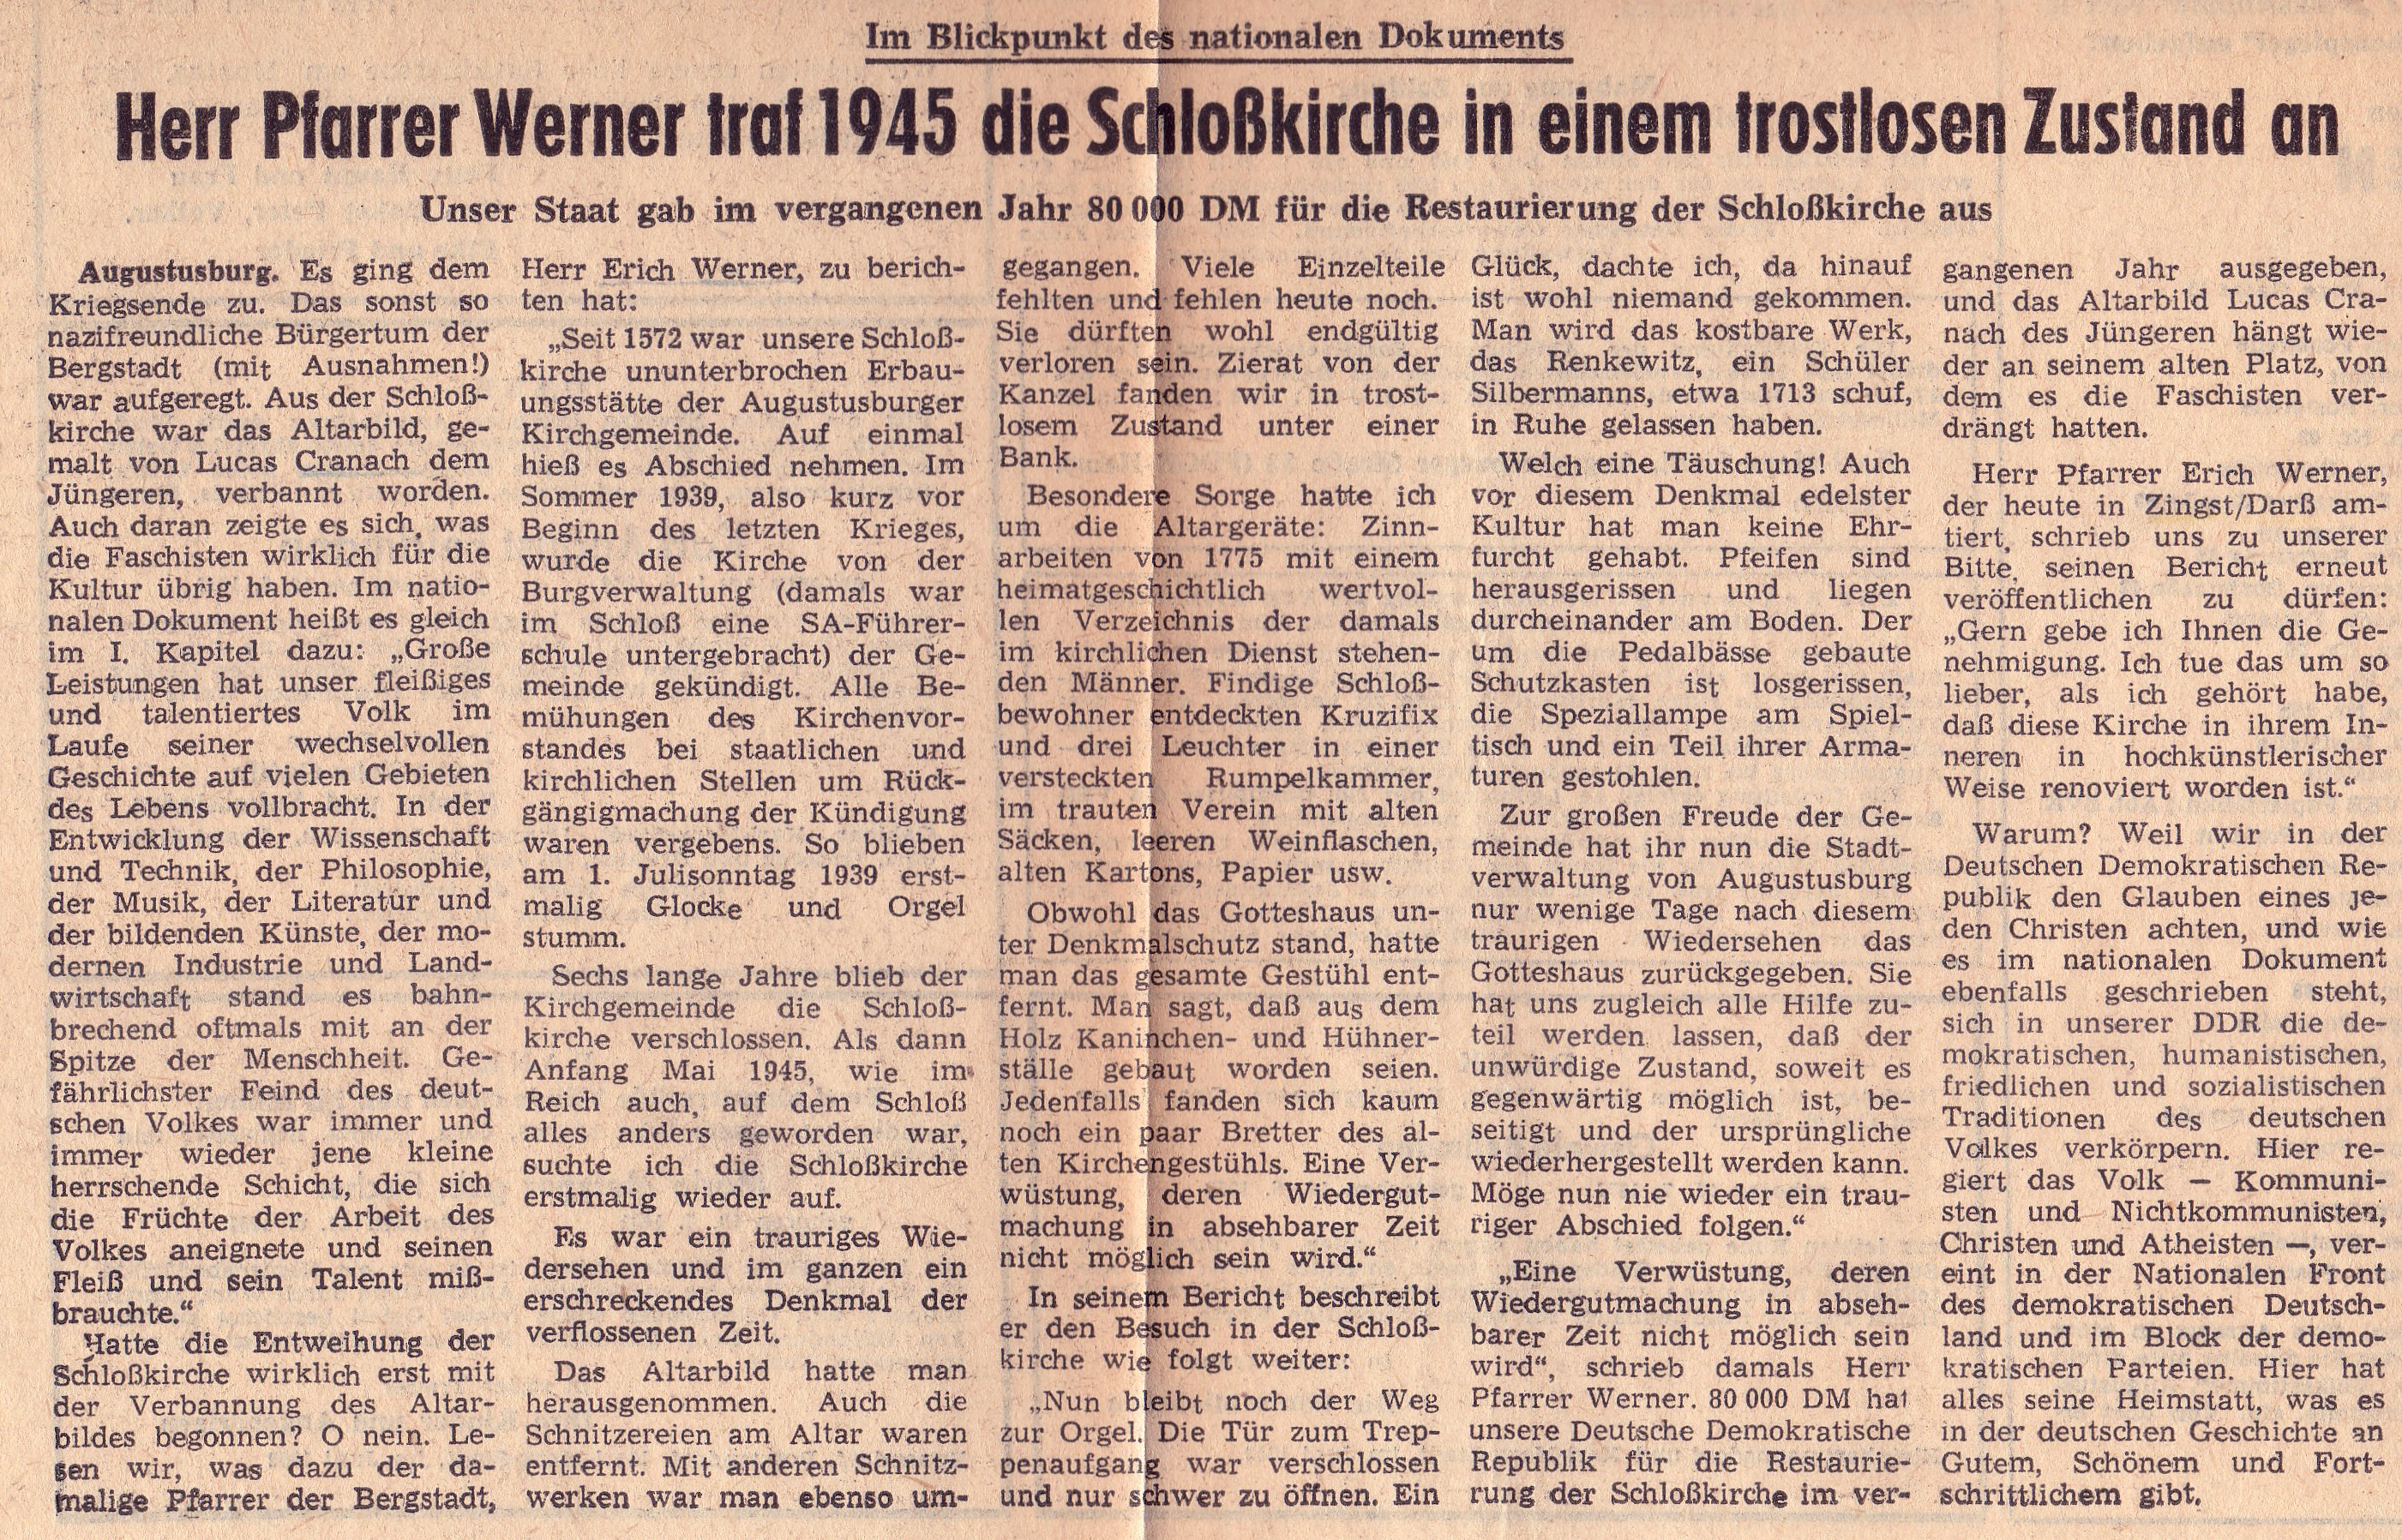 Im Blickpunkt des nationalen Dokuments
Herr Pfarrer Werner traf 1945 die Schloßkirche in einem trostlosen Zustand an
Unser Staat gab im vergangenen Jahr 80 000 DM für die Restaurierung der Schloßkirche aus
Augustusburg. Es ging dem
Kriegsende zu. Das sonst so
nazifreundliche Bürgertum der
Bergstadt (mit Ausnahmen!)
war aufgeregt. Aus der Schloß-
kirche war das Altarbild, ge-
malt von Lucas Cranach dem
Jüngeren, verbannt worden.
Auch daran zeigte es sich, was
die Faschisten wirklich für die
Kultur übrig haben. Im natio-
nalen Dokument heißt es gleich
im I. Kapitel dazu: „Große
Leistungen hat unser fleißiges
und talentiertes Volk im
Laufe seiner wechselvollen
Geschichte auf vielen Gebieten
des Lebens vollbracht. In der
Entwicklung der Wissenschaft
und Technik, der Philosophie,
der Musik, der Literatur und
der bildenden Künste, der mo-
dernen Industrie und Land-
wirtschaft stand es bahn-
brechend oftmals mit an der
Spitze der Menschheit. Ge-
fährlichster Feind des deut-
schen Volkes war immer und
immer wieder jene kleine
herrschende Schicht, die sich
die Früchte der Arbeit des
Volkes aneignete und seinen
Fleiß und sein Talent miß-
brauchte.“
Hatte die Entweihung der
Schloßkirche wirklich erst mit
der Verbannung des Altar-
bildes begonnen? O nein. Le-
sen wir, was dazu der da-
malige Pfarrer der Bergstadt,
Herr Erich Werner, zu berich-
ten hat:
„Seit 1572 war unsere Schloß-
kirche ununterbrochen Erbau-
ungsstätte der Augustusburger
Kirchgemeinde. Auf einmal
hieß es Abschied nehmen. Im
Sommer 1939, also kurz vor
Beginn des letzten Krieges,
wurde die Kirche von der
Burgverwaltung (damals war
im Schloß eine SA-Führer-
schule untergebracht) der Ge-
meinde gekündigt. Alle Be-
mühungen des Kirchenvor-
standes bei staatlichen und
kirchlichen Stellen um Rück-
gängigmachung der Kündigung
waren vergebens. So blieben
am 1. Julisonntag 1939 erst-
malig Glocke und Orgel
stumm.
Sechs lange Jahre blieb der
Kirchgemeinde die Schloß-
kirche verschlossen. Als dann
Anfang Mai 1945, wie im
Reich auch, auf dem Schloß
alles anders geworden war,
suchte ich die Schloßkirche
erstmalig wieder auf.
Es war ein trauriges Wie-
dersehen und im ganzen ein
erschreckendes Denkmal der
verflossenen Zeit.
Das Altarbild hatte man
herausgenommen. Auch die
Schnitzereien am Altar waren
entfernt. Mit anderen Schnitz-
werken war man ebenso um-
gegangen. Viele Einzelteile
fehlten und fehlen heute noch.
Sie dürften wohl endgültig
verloren sein. Zierat von der
Kanzel fanden wir in trost-
losem Zustand unter einer
Bank.
Besondere Sorge hatte ich
um die Altargeräte: Zinn-
arbeiten von 1775 mit einem
heimatgeschichtlich wertvol-
len Verzeichnis der damals
im kirchlichen Dienst stehen-
den Männer. Findige Schloß-
bewohner entdeckten Kruzifix
und drei Leuchter in einer
versteckten Rumpelkammer,
im trauten Verein mit alten
Säcken, leeren Weinflaschen,
alten Kartons, Papier usw.
Obwohl das Gotteshaus un-
ter Denkmalschutz stand, hatte
man das gesamte Gestühl ent-
fernt. Man sagt, daß aus dem
Holz Kaninchen- und Hühner-
ställe gebaut worden seien.
Jedenfalls fanden sich kaum
noch ein paar Bretter des al-
ten Kirchengestühls. Eine Ver-
wüstung, deren Wiedergut-
machung in absehbarer Zeit
nicht möglich sein wird.“
In seinem Bericht beschreibt
er den Besuch in der Schloß-
kirche wie folgt weiter:
„Nun bleibt noch der Weg
zur Orgel. Die Tür zum Trep-
penaufgang war verschlossen
und nur schwer zu öffnen. Ein
Glück, dachte ich, da hinauf
ist wohl niemand gekommen.
Man wird das kostbare Werk,
das Renkewitz, ein Schüler
Silbermanns, etwa 1713 schuf,
in Ruhe gelassen haben.
Welch eine Täuschung! Auch
vor diesem Denkmal edelster
Kultur hat man keine Ehr-
furcht gehabt. Pfeifen sind
herausgerissen und liegen
durcheinander am Boden. Der
um die Pedalbässe gebaute
Schutzkasten ist losgerissen,
die Speziallampe am Spiel-
tisch und ein Teil ihrer Arma-
turen gestohlen.
Zur großen Freude der Ge-
meinde hat ihr nun die Stadt-
verwaltung von Augustusburg
nur wenige Tage nach diesem
traurigen Wiedersehen das
Gotteshaus zurückgegeben. Sie
hat uns zugleich alle Hilfe zu-
teil werden lassen, daß der
unwürdige Zustand, soweit es
gegenwärtig möglich ist, be-
seitigt und der ursprüngliche
wiederhergestellt werden kann.
Möge nun nie wieder ein trau-
riger Abschied folgen.“
„Eine Verwüstung, deren
Wiedergutmachung in abseh-
barer Zeit nicht möglich sein
wird“, schrieb damals Herr
Pfarrer Werner. 80 000 DM hat
unsere Deutsche Demokratische
Republik für die Restaurie-
rung der Schloßkirche im ver-
gangenen Jahr ausgegeben,
und das Altarbild Lucas Cra-
nach des Jüngeren hängt wie-
der an seinem alten Platz, von
dem es die Faschisten ver-
drängt hatten.
Herr Pfarrer Erich Werner,
der heute in Zingst/Darß am-
tiert, schrieb uns zu unserer
Bitte, seinen Bericht erneut
veröffentlichen zu dürfen:
„Gern gebe ich Ihnen die Ge-
nehmigung. Ich tue das um so
lieber, als ich gehört habe,
daß diese Kirche in ihrem In-
neren in hochkünstlerischer
Weise renoviert worden ist.“
Warum? Weil wir in der
Deutschen Demokratischen Re-
publik den Glauben eines je-
den Christen achten, und wie
es im nationalen Dokument
ebenfalls geschrieben steht,
sich in unserer DDR die de-
mokratischen, humanistischen,
friedlichen und sozialistischen
Traditionen des deutschen
Volkes verkörpern. Hier re-
giert das Volk — Kommuni-
sten und Nichtkommunisten,
Christen und Atheisten —, ver-
eint in der Nationalen Front
des demokratischen Deutsch-
land und im Block der demo-
kratischen Parteien. Hier hat
alles seine Heimstatt, was es
in der deutschen Geschichte an
Gutem, Schönem und Fort-
schrittlichem gibt.